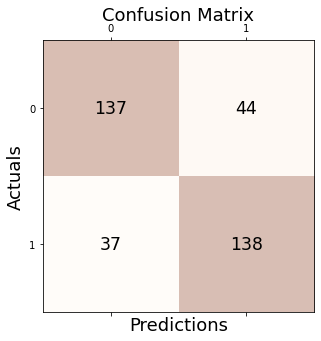 Confusion Matrix
0 1
0 137 44
Actuals
1 37 138
Predictions